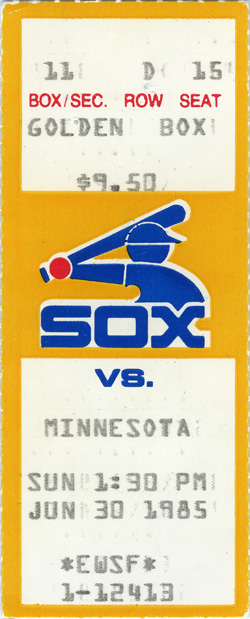 11 D 15
BOX/SEC. ROW SEAT
GOLDEN BOX
$9.50
SOX
VS.
MINNESOTA
SUN 1:30 PM
JUN 30 1985
*EWSF*
1-12413